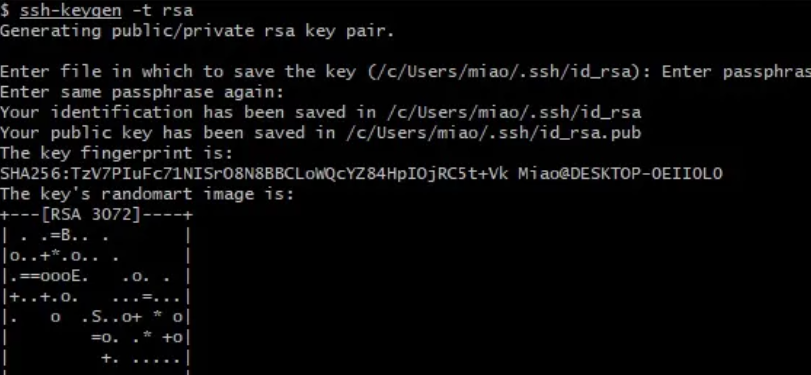 $ ssh-keygen -t rsa
Generating public/private rsa key pair.
Enter file in which to save the key (/c/Users/miao/.ssh/id_rsa): Enter passphras
Enter same passphrase again:
Your identification has been saved in /c/Users/miao/.ssh/id_rsa
Your public key has been saved in /c/Users/miao/.ssh/id_rsa.pub
The key fingerprint is:
SHA256:TzV7PIuFc71NISrO8N8BBCLoWQcYZ84HpIOjRC5t+Vk Miao@DESKTOP-OEII0LO
The key's randomart image is:
+---[RSA 3072]----+
| . .=B.. .       |
|o..+*.o.. .      |
|.==oooE.   .o. . |
|+..+.o.   ...=...|
|.   o  .S..o+ * o|
|        =o. .* +o|
|         +. .....|